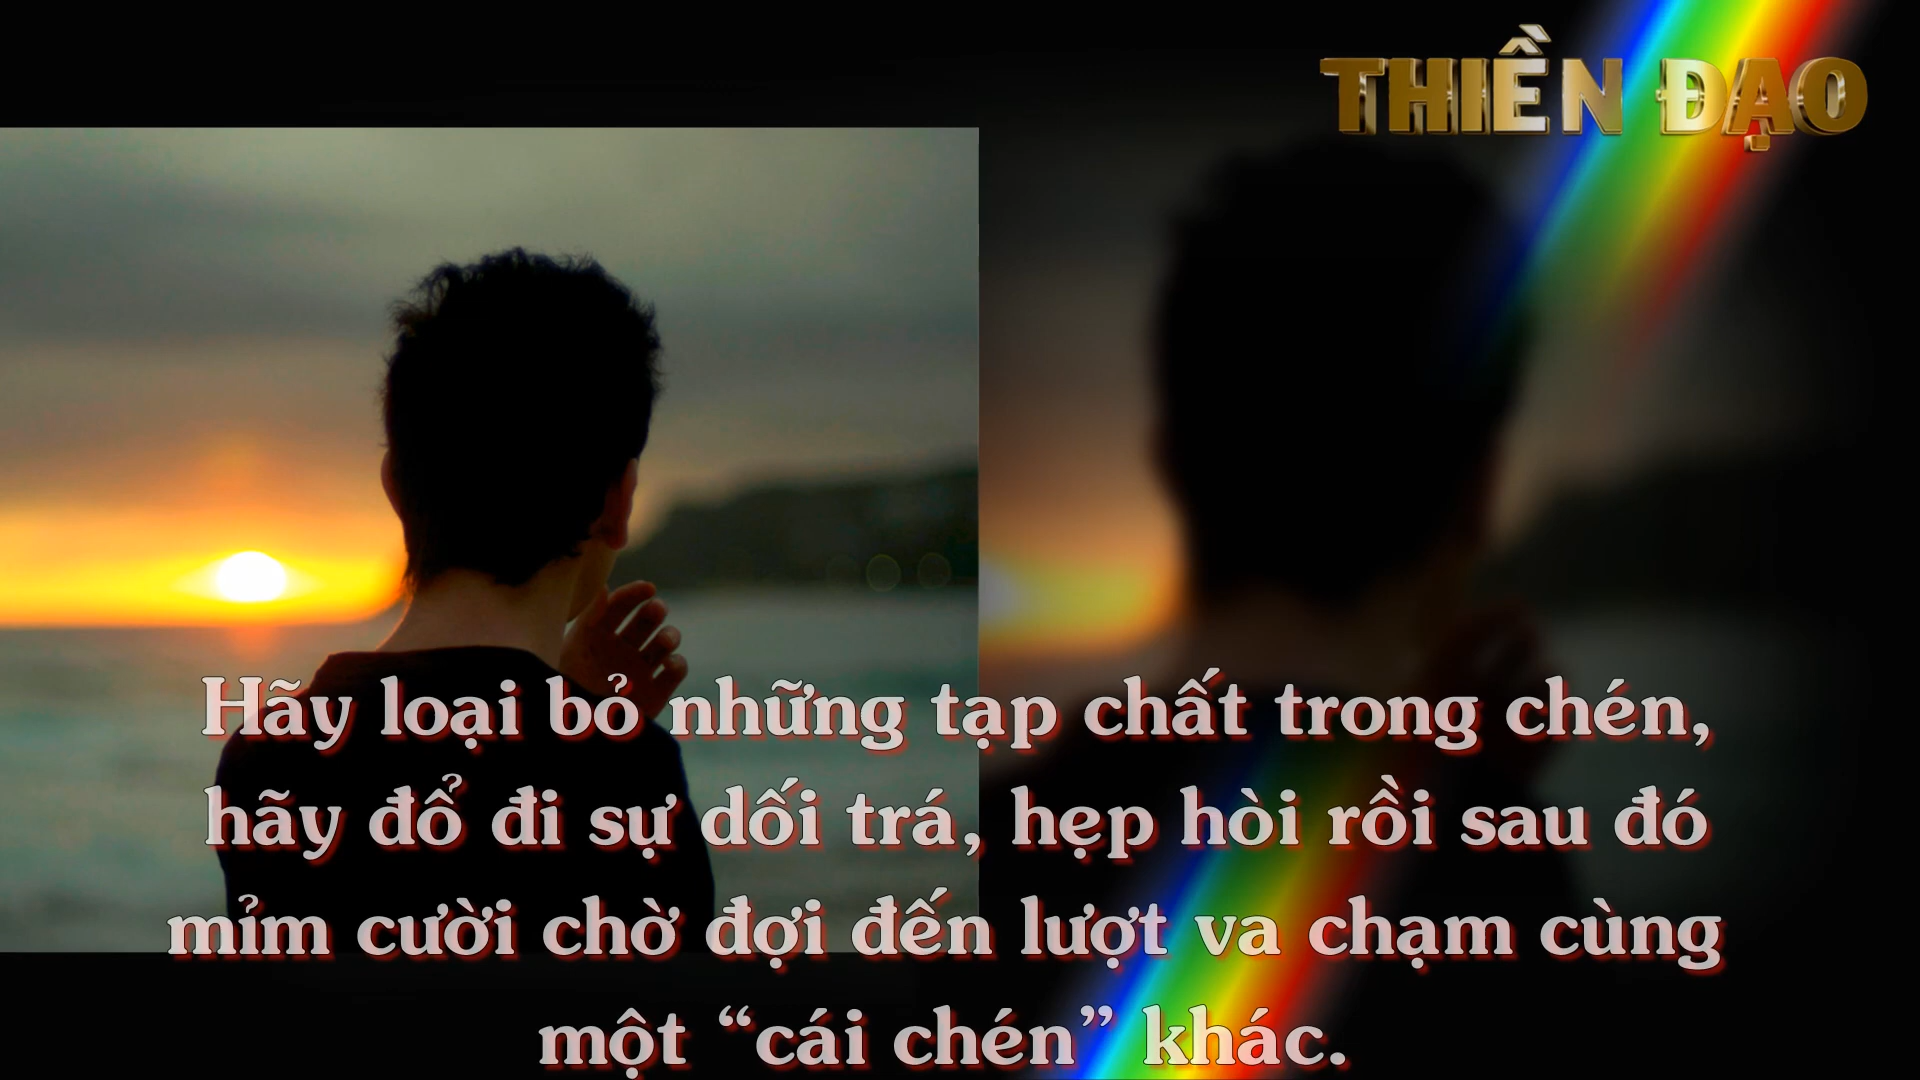 THIỀN ĐẠO
Hãy loại bỏ những tạp chất trong chén,
hãy đổ đi sự dối trá, hẹp hòi rồi sau đó
mỉm cười chờ đợi đến lượt va chạm cùng
một “cái chén” khác.